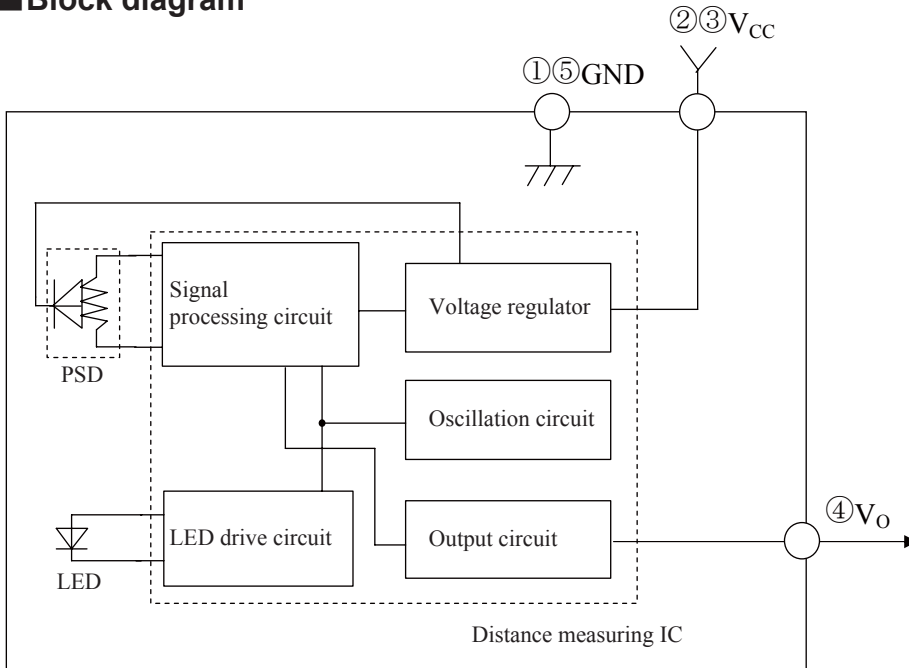 ■Block diagram
②③VCC
①⑤GND
Signal
processing circuit
Voltage regulator
PSD
Oscillation circuit
④VO
LED drive circuit
Output circuit
LED
Distance measuring IC